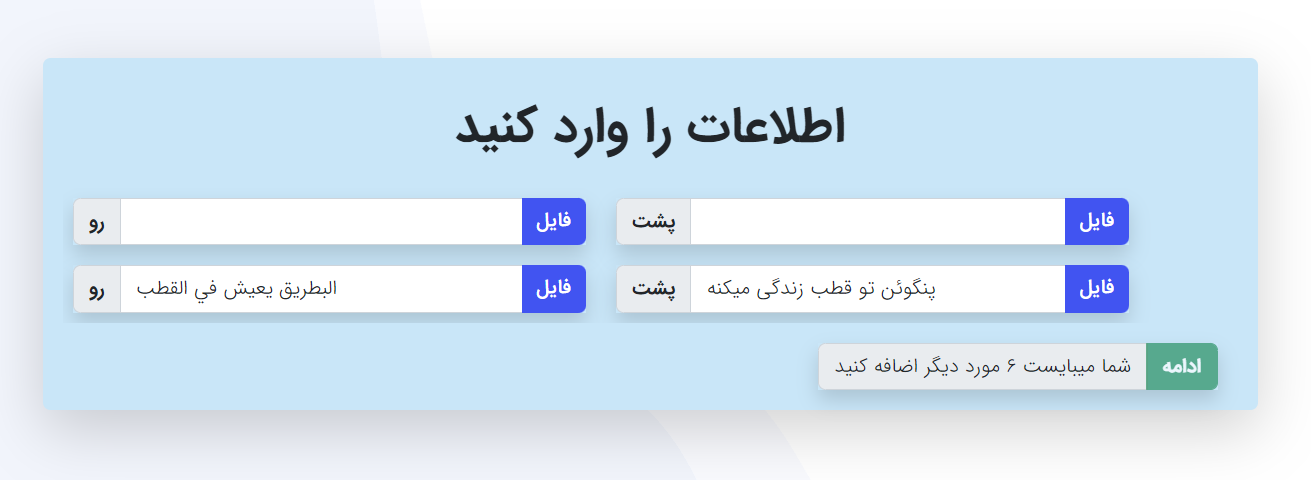 اطلاعات را وارد کنید
رو فایل پشت فایل
رو البطريق يعيش في القطب فایل پشت پنگوئن تو قطب زندگی میکنه فایل
شما میبایست ۶ مورد دیگر اضافه کنید ادامه